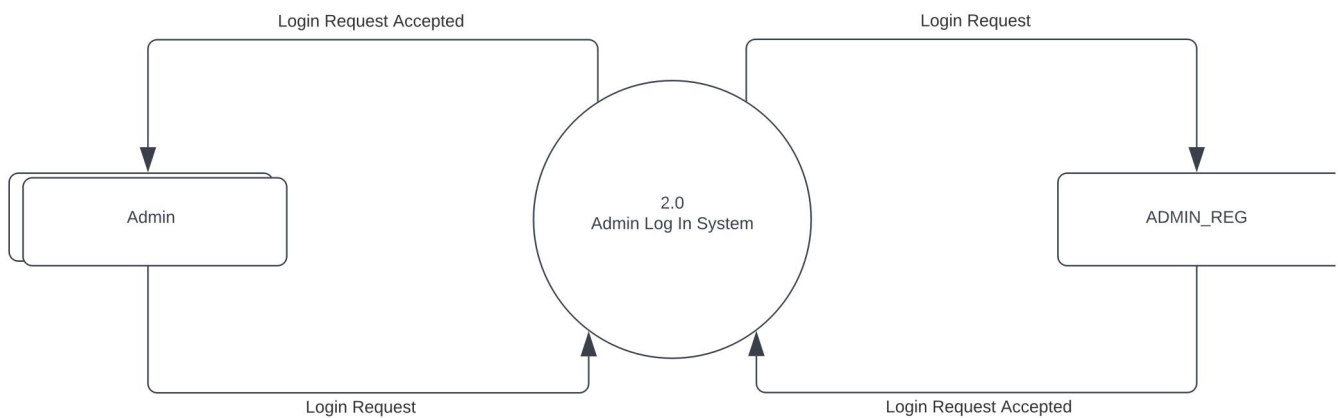 Login Request Accepted
Login Request
Admin
2.0
Admin Log In System
ADMIN_REG
Login Request
Login Request Accepted